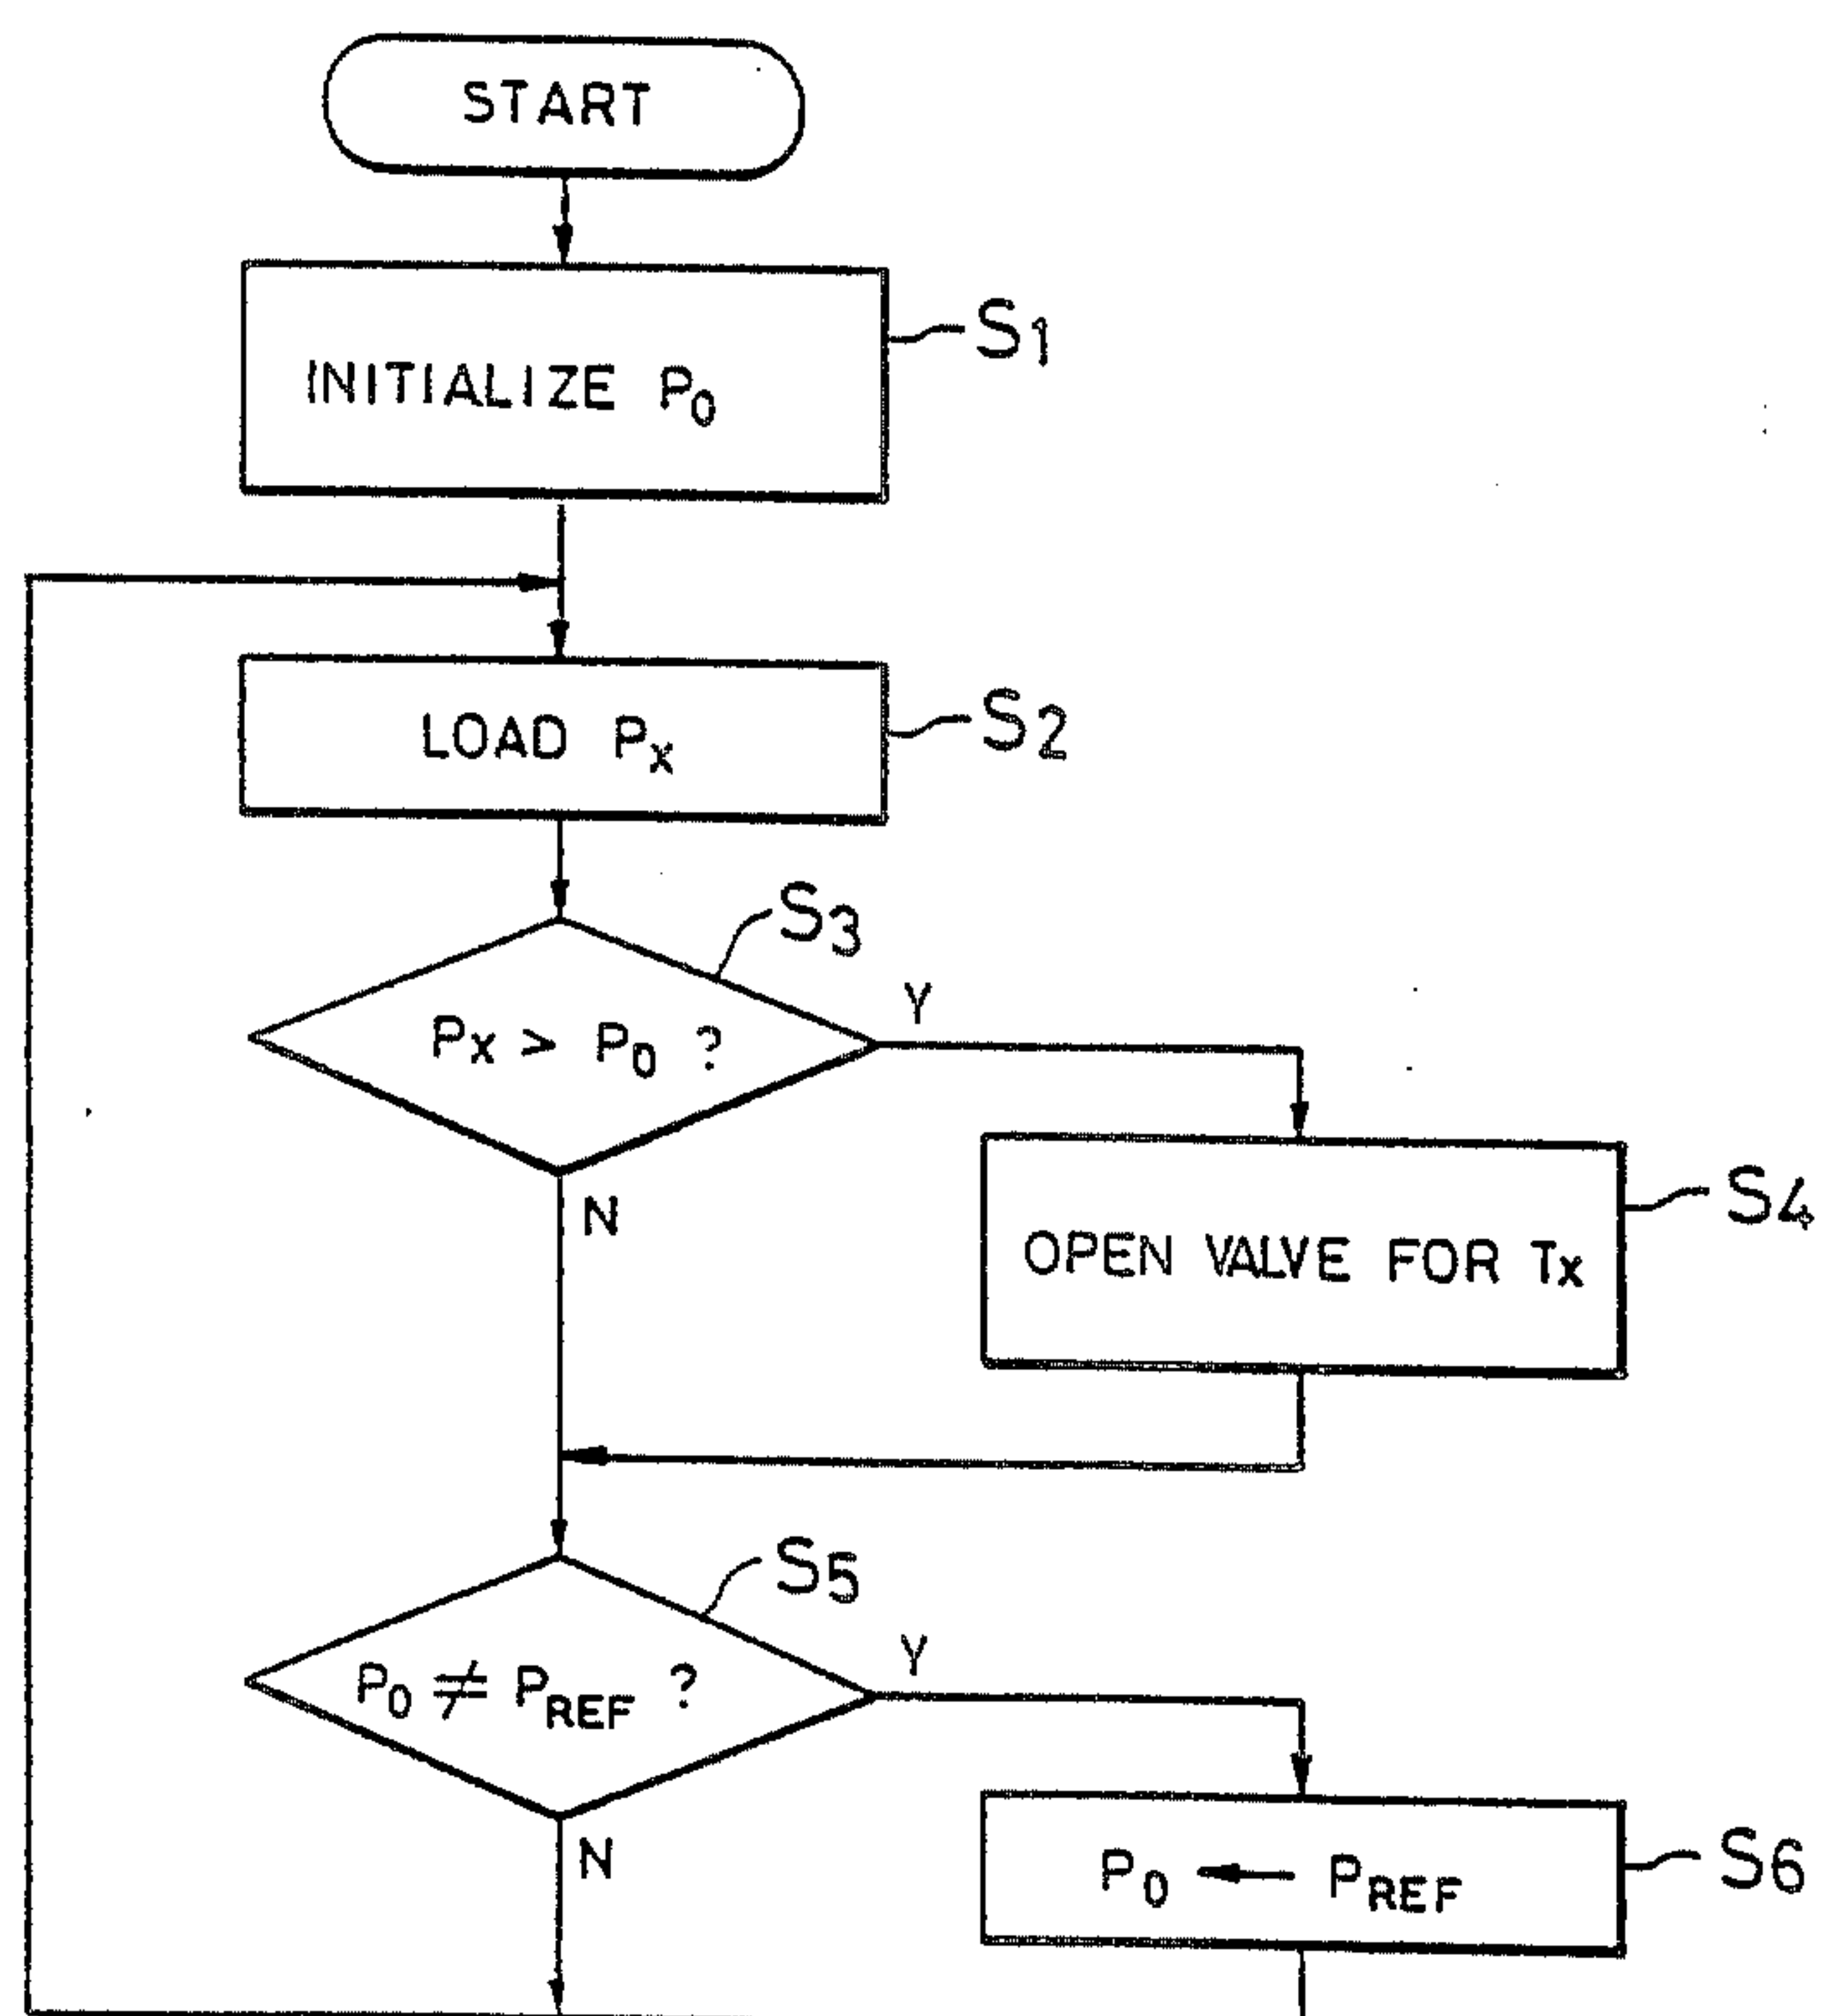 START
INITIALIZE P0
S1
LOAD Px
S2
S3
Px > P0 ?
Y
N
OPEN VALVE FOR Tx
S4
S5
P0 ≠ PREF ?
Y
N
P0 ← PREF
S6